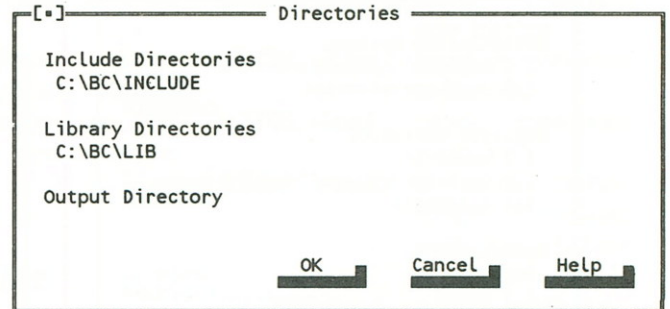 [▪] Directories
Include Directories
C:\BC\INCLUDE
Library Directories
C:\BC\LIB
Output Directory
OK Cancel Help